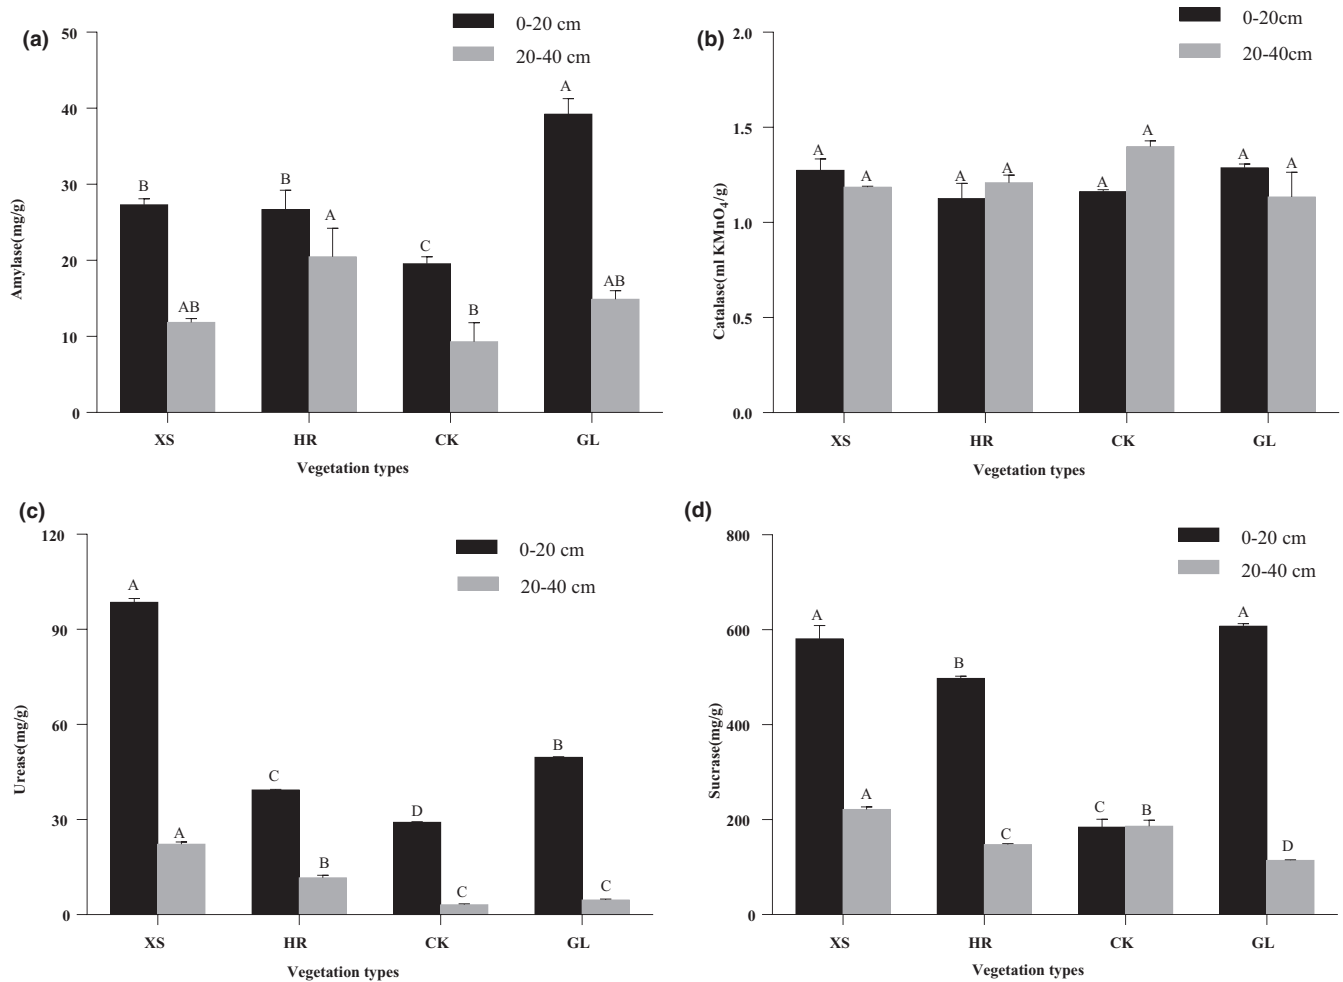 (a)
0-20 cm
20-40 cm
50
40
30
20
10
0
Amylase(mg/g)
B
AB
B
A
C
B
A
AB
XS HR CK GL
Vegetation types
(b)
0-20cm
20-40cm
2.0
1.5
1.0
0.5
0.0
Catalase(ml KMnO₄/g)
A
A
A
A
A
A
A
A
XS HR CK GL
Vegetation types
(c)
0-20 cm
20-40 cm
120
90
60
30
0
Urease(mg/g)
A
A
C
B
D
C
B
C
XS HR CK GL
Vegetation types
(d)
0-20 cm
20-40 cm
800
600
400
200
0
Sucrase(mg/g)
A
A
B
C
C
B
A
D
XS HR CK GL
Vegetation types